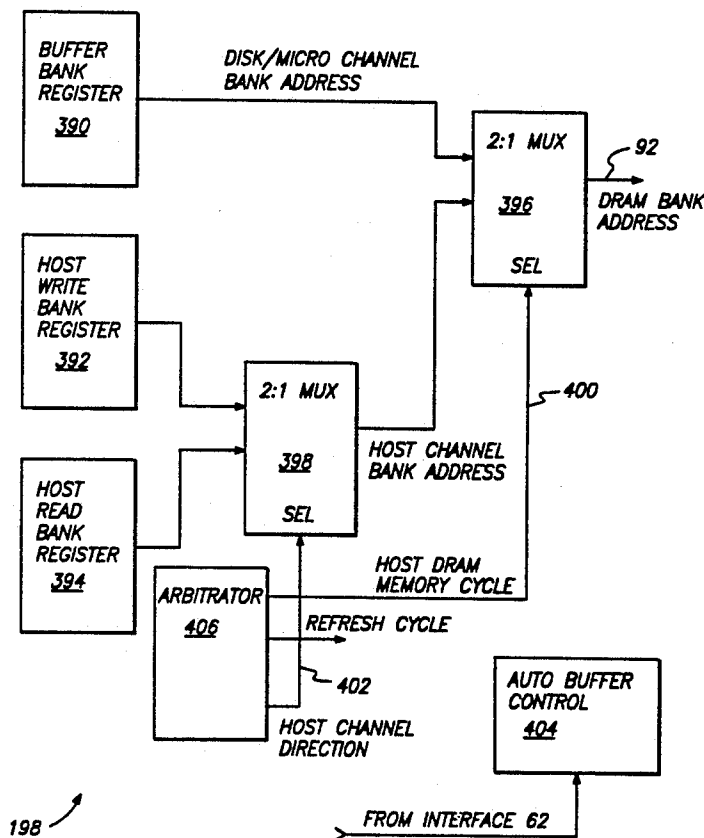 BUFFER
BANK
REGISTER
390
DISK/MICRO CHANNEL
BANK ADDRESS
2:1 MUX
396
SEL
92
DRAM BANK
ADDRESS
HOST
WRITE
BANK
REGISTER
392
2:1 MUX
398
SEL
400
HOST CHANNEL
BANK ADDRESS
HOST
READ
BANK
REGISTER
394
HOST DRAM
MEMORY CYCLE
ARBITRATOR
406
REFRESH CYCLE
402
HOST CHANNEL
DIRECTION
AUTO BUFFER
CONTROL
404
198
FROM INTERFACE 62